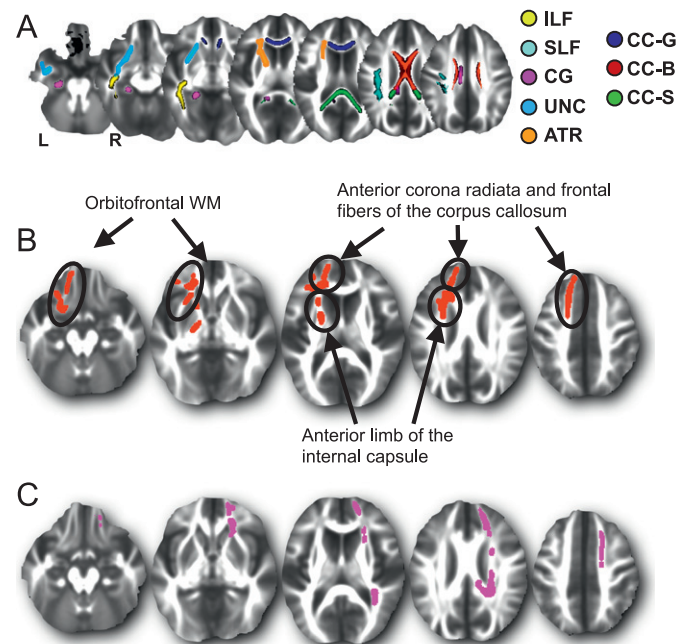 A
L
R
ILF
SLF
CG
UNC
ATR
CC-G
CC-B
CC-S
B
Orbitofrontal WM
Anterior corona radiata and frontal
fibers of the corpus callosum
Anterior limb of the
internal capsule
C